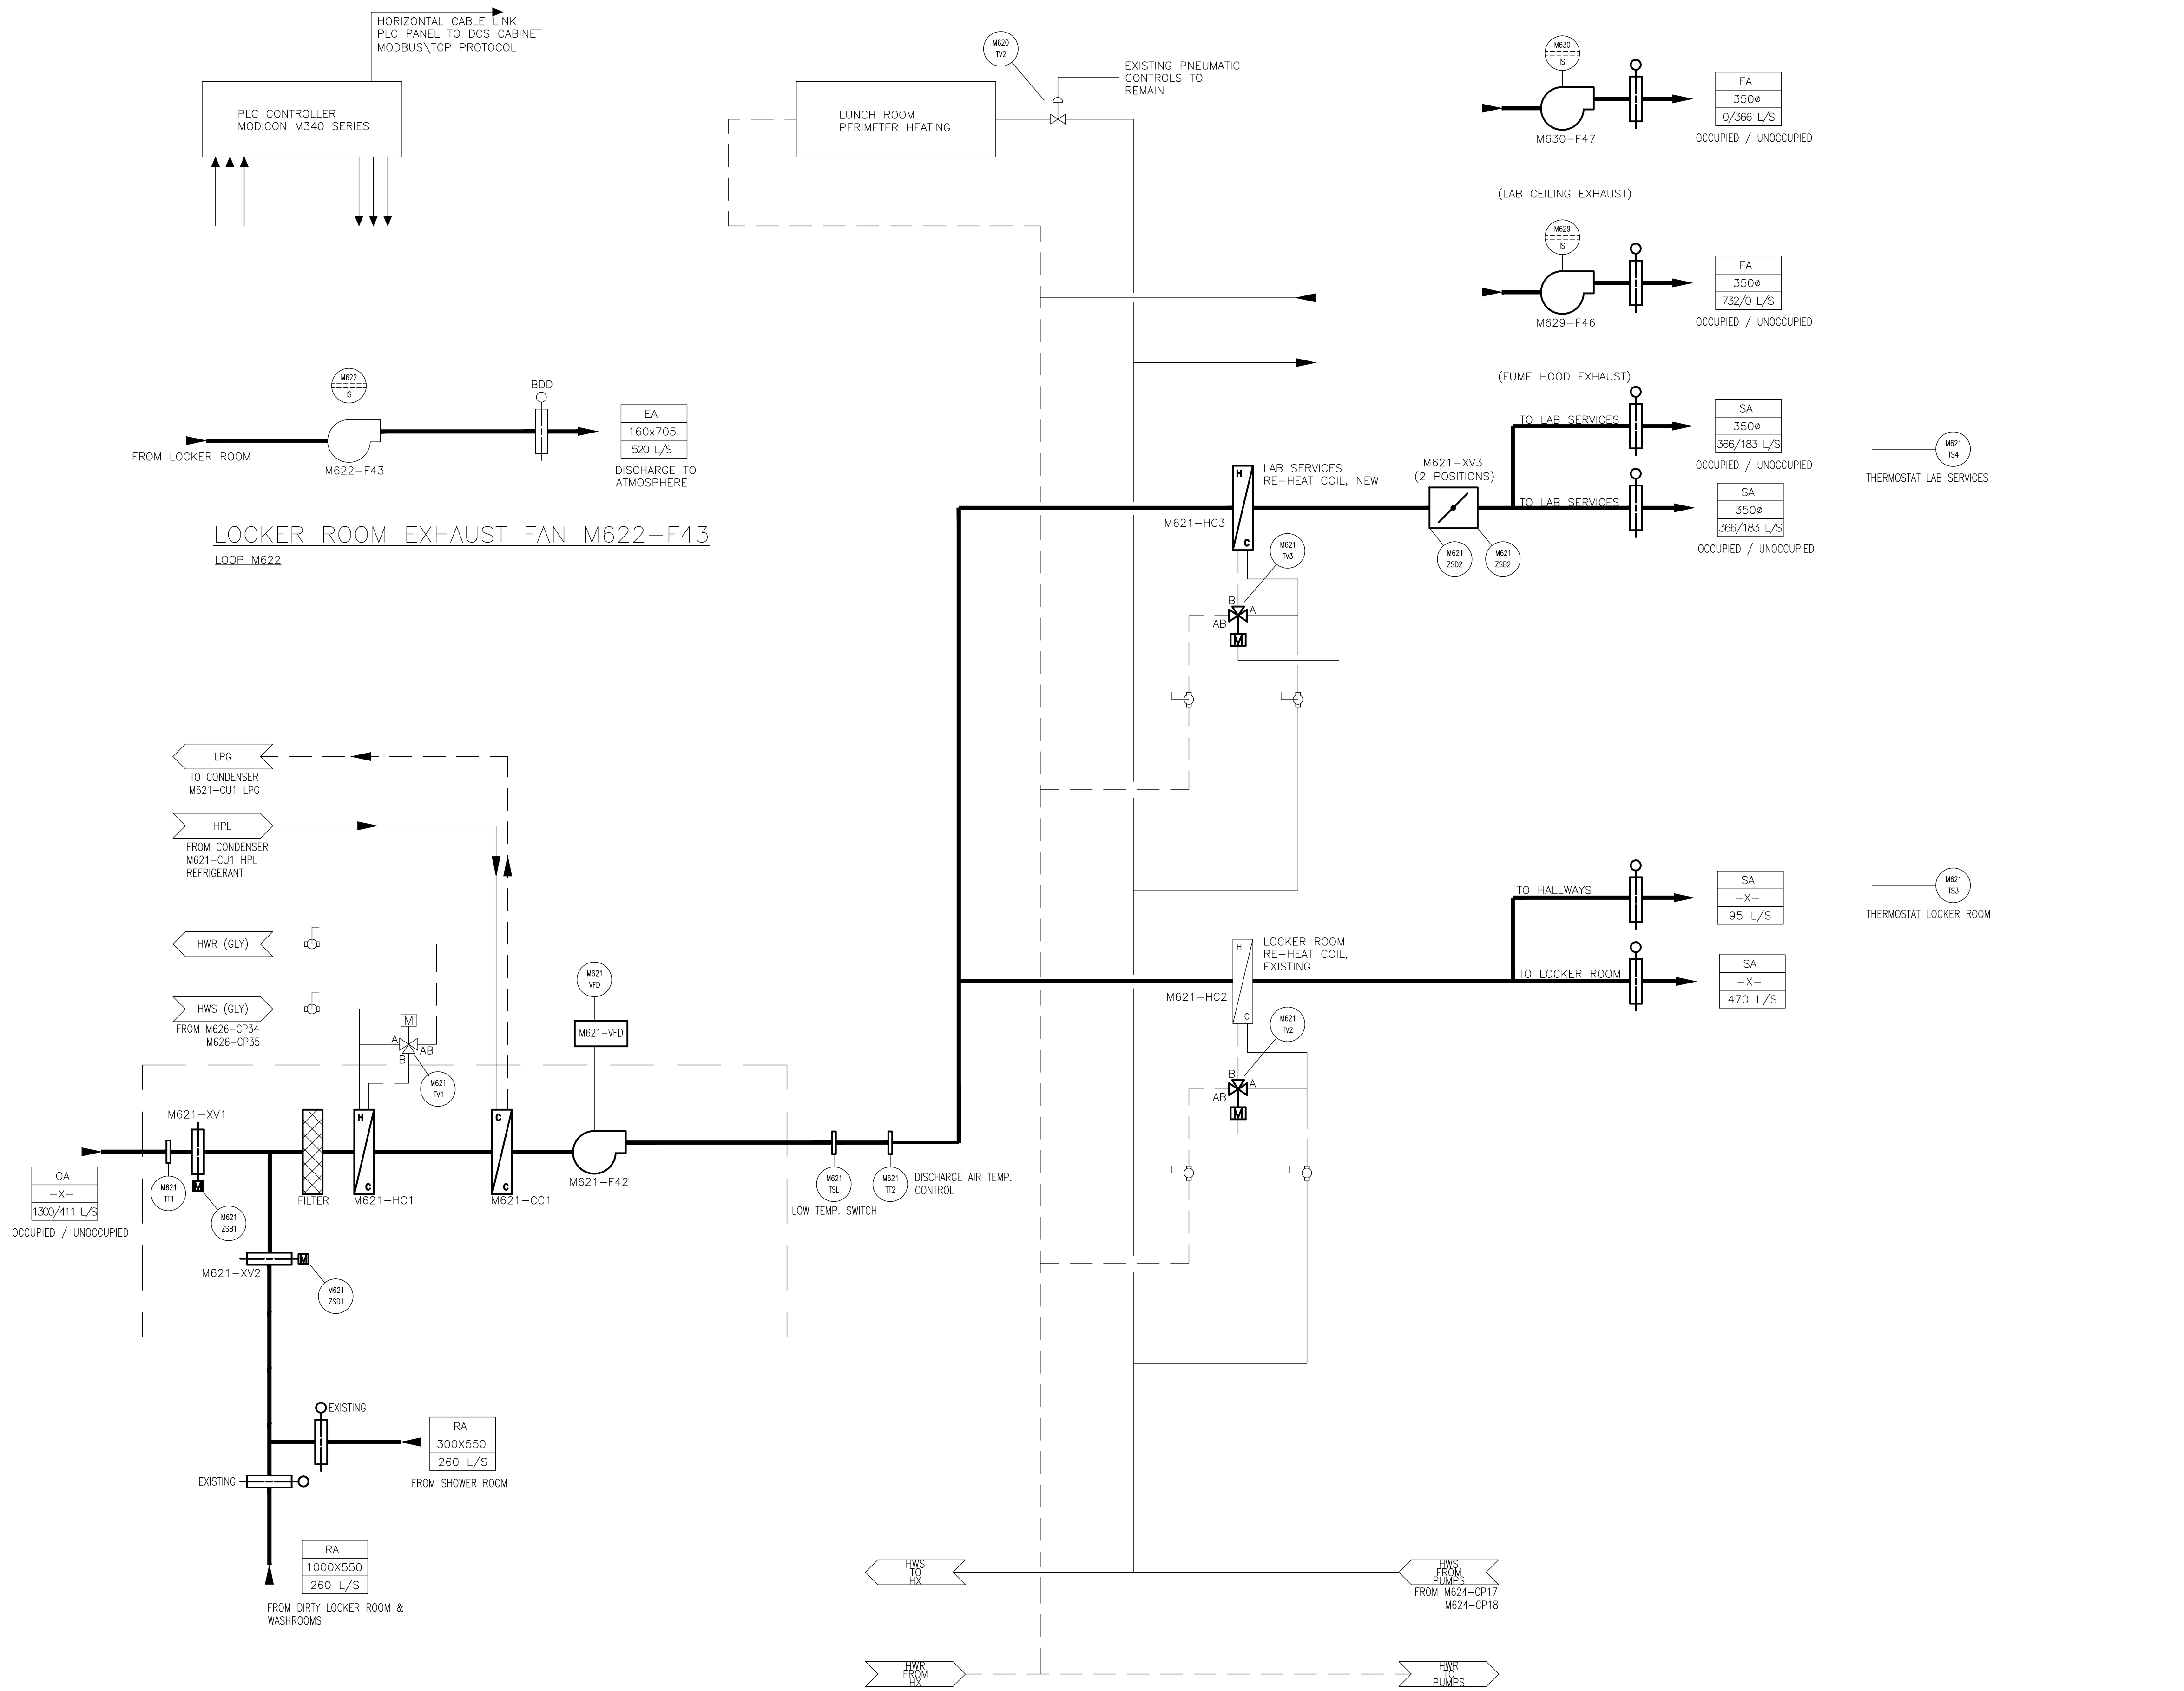 HORIZONTAL CABLE LINK
PLC PANEL TO DCS CABINET
MODBUS\TCP PROTOCOL
PLC CONTROLLER
MODICON M340 SERIES
M620
TV2
EXISTING PNEUMATIC
CONTROLS TO
REMAIN
LUNCH ROOM
PERIMETER HEATING
M630
IS
M630-F47
EA
350ø
0/366 L/S
OCCUPIED / UNOCCUPIED
(LAB CEILING EXHAUST)
M629
IS
M629-F46
EA
350ø
732/0 L/S
OCCUPIED / UNOCCUPIED
(FUME HOOD EXHAUST)
M622
IS
M622-F43
FROM LOCKER ROOM
BDD
EA
160x705
520 L/S
DISCHARGE TO
ATMOSPHERE
LOCKER ROOM EXHAUST FAN M622-F43
LOOP M622
TO LAB SERVICES
SA
350ø
366/183 L/S
OCCUPIED / UNOCCUPIED
M621
TS4
THERMOSTAT LAB SERVICES
H
C
LAB SERVICES
RE-HEAT COIL, NEW
M621-HC3
M621-XV3
(2 POSITIONS)
TO LAB SERVICES
SA
350ø
366/183 L/S
OCCUPIED / UNOCCUPIED
M621
ZSD2
M621
ZSB2
M621
TV3
B
A
AB
M
LPG
TO CONDENSER
M621-CU1 LPG
HPL
FROM CONDENSER
M621-CU1 HPL
REFRIGERANT
HWR (GLY)
HWS (GLY)
FROM M626-CP34
M626-CP35
M
A
AB
B
M621
TV1
M621
VFD
M621-VFD
TO HALLWAYS
SA
-X-
95 L/S
M621
TS3
THERMOSTAT LOCKER ROOM
H
C
LOCKER ROOM
RE-HEAT COIL,
EXISTING
M621-HC2
TO LOCKER ROOM
SA
-X-
470 L/S
M621
TV2
B
A
AB
M
M621-XV1
M
OA
-X-
1300/411 L/S
OCCUPIED / UNOCCUPIED
M621
TT1
M621
ZSB1
FILTER
H
C
M621-HC1
C
C
M621-CC1
M621-F42
M621
TSL
LOW TEMP. SWITCH
M621
TT2
DISCHARGE AIR TEMP.
CONTROL
M621-XV2
M
M621
ZSD1
EXISTING
RA
300X550
260 L/S
FROM SHOWER ROOM
EXISTING
RA
1000X550
260 L/S
FROM DIRTY LOCKER ROOM &
WASHROOMS
HWS
TO
HX
HWS
FROM
PUMPS
FROM M624-CP17
M624-CP18
HWR
FROM
HX
HWR
TO
PUMPS